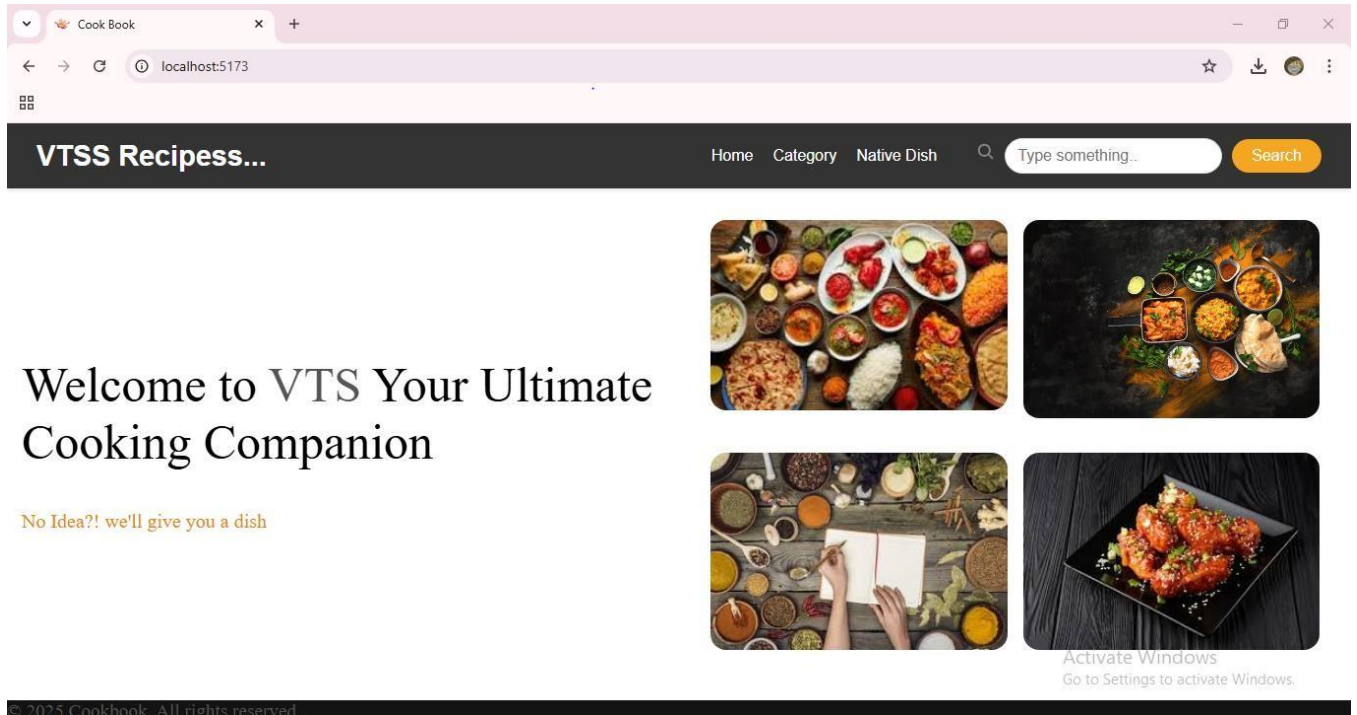 Cook Book
localhost:5173
VTSS Recipess...
Home Category Native Dish Type something.. Search
Welcome to VTS Your Ultimate
Cooking Companion
No Idea?! we'll give you a dish
Activate Windows
Go to Settings to activate Windows.
© 2025 Cookbook. All rights reserved